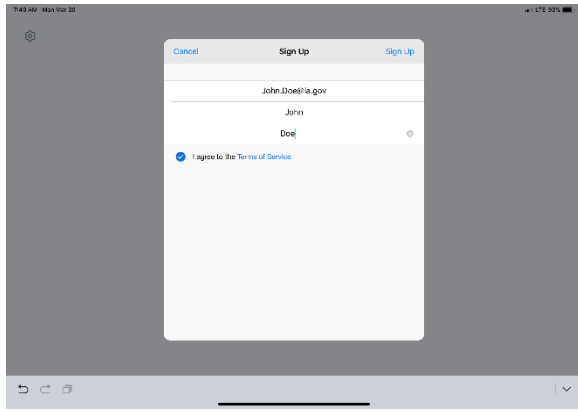 7:49 AM Mon Mar 30
LTE 93%
Cancel
Sign Up
Sign Up
John.Doe@la.gov
John
Doe
I agree to the Terms of Service